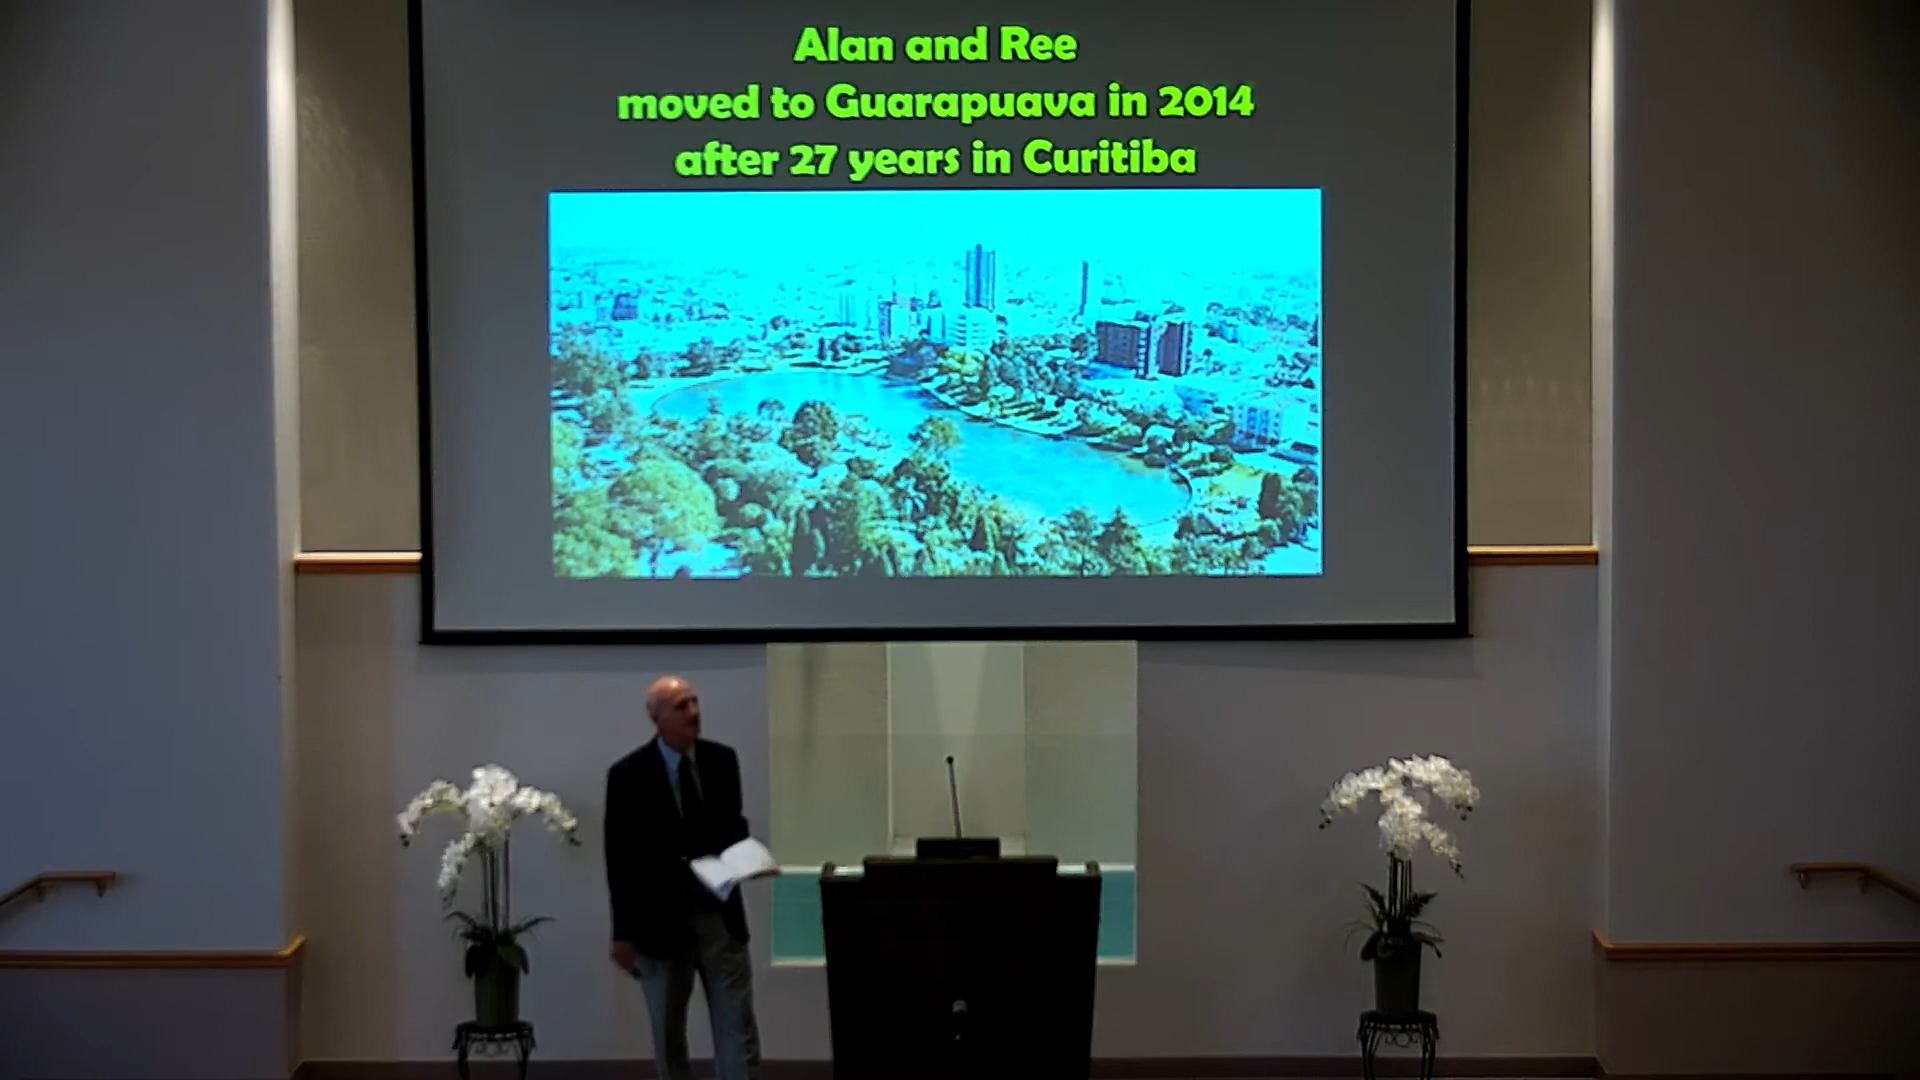 Alan and Ree
moved to Guarapuava in 2014
after 27 years in Curitiba